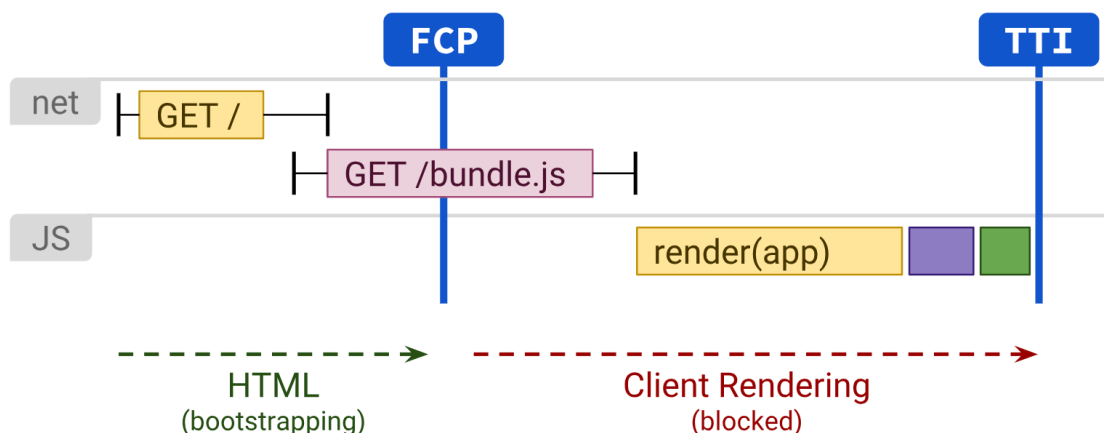 FCP
TTI
net
GET /
GET /bundle.js
JS
render(app)
HTML
(bootstrapping)
Client Rendering
(blocked)